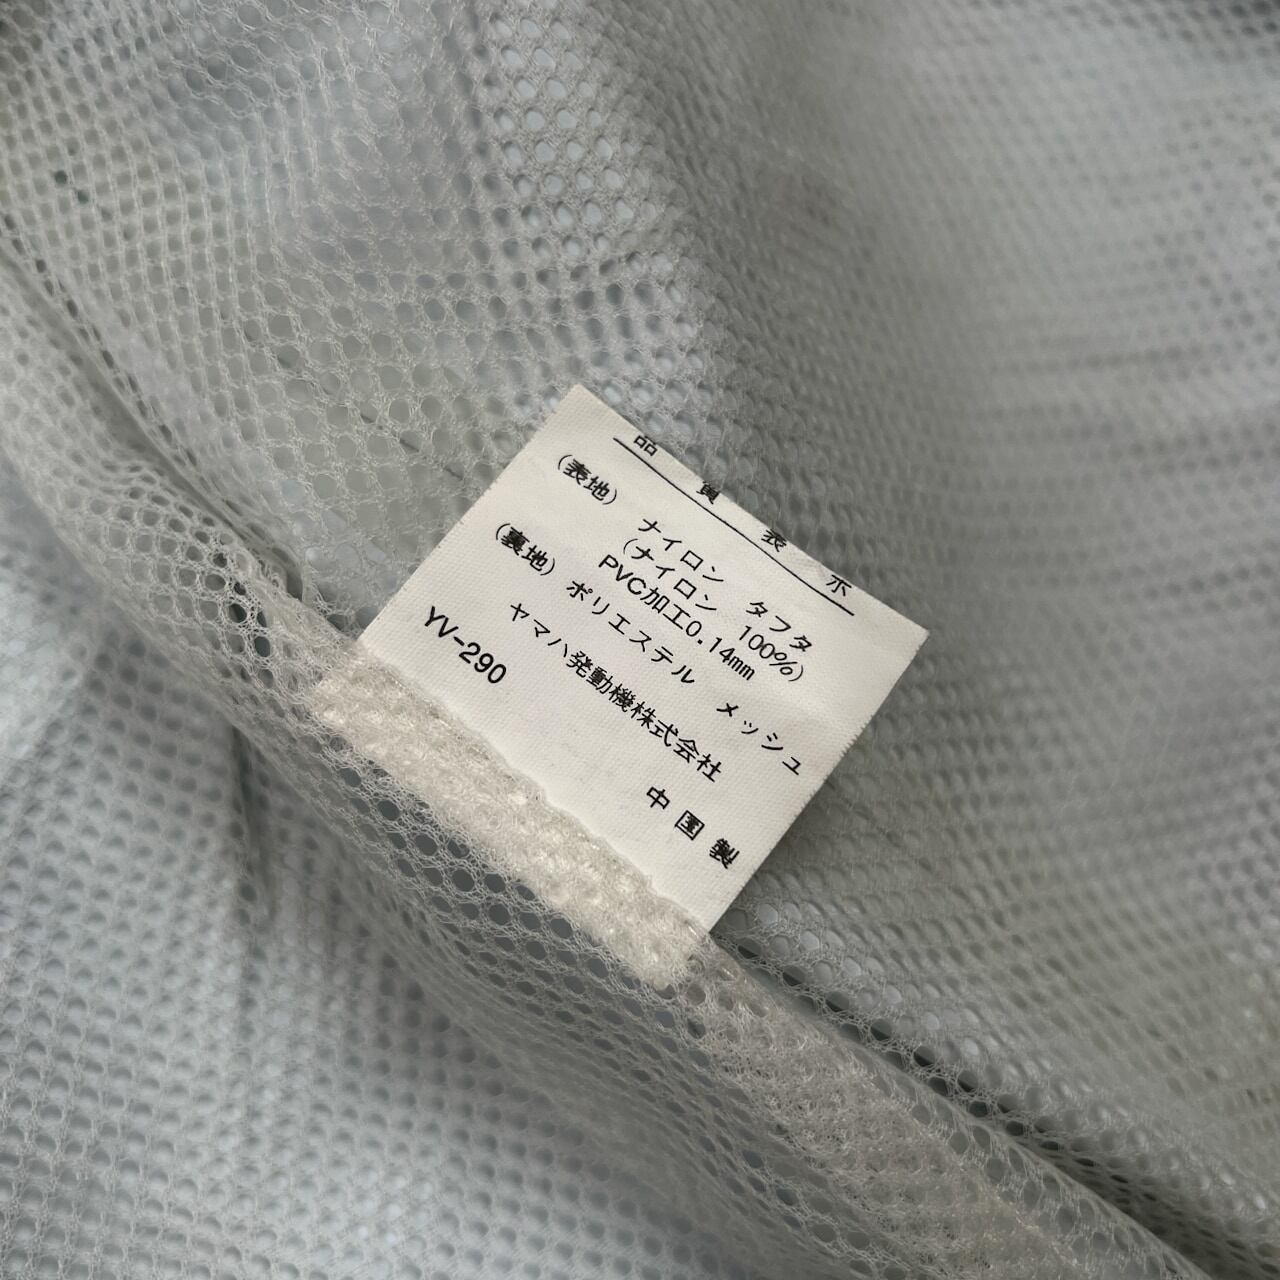 品質表示
(表地) ナイロン タフタ
(ナイロン 100%)
PVC加工0.14mm
(裏地) ポリエステル メッシュ
ヤマハ発動機株式会社
YV-290
中国製